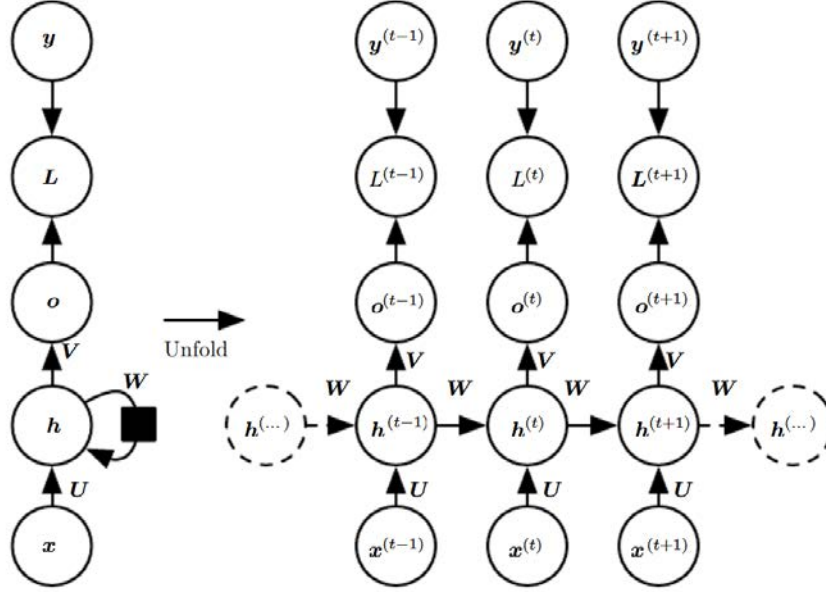 y y^(t−1) y^(t) y^(t+1)
L L^(t−1) L^(t) L^(t+1)
o o^(t−1) o^(t) o^(t+1)
Unfold
V V V V
W W W W W
h h^(...) h^(t−1) h^(t) h^(t+1) h^(...)
U U U U
x x^(t−1) x^(t) x^(t+1)